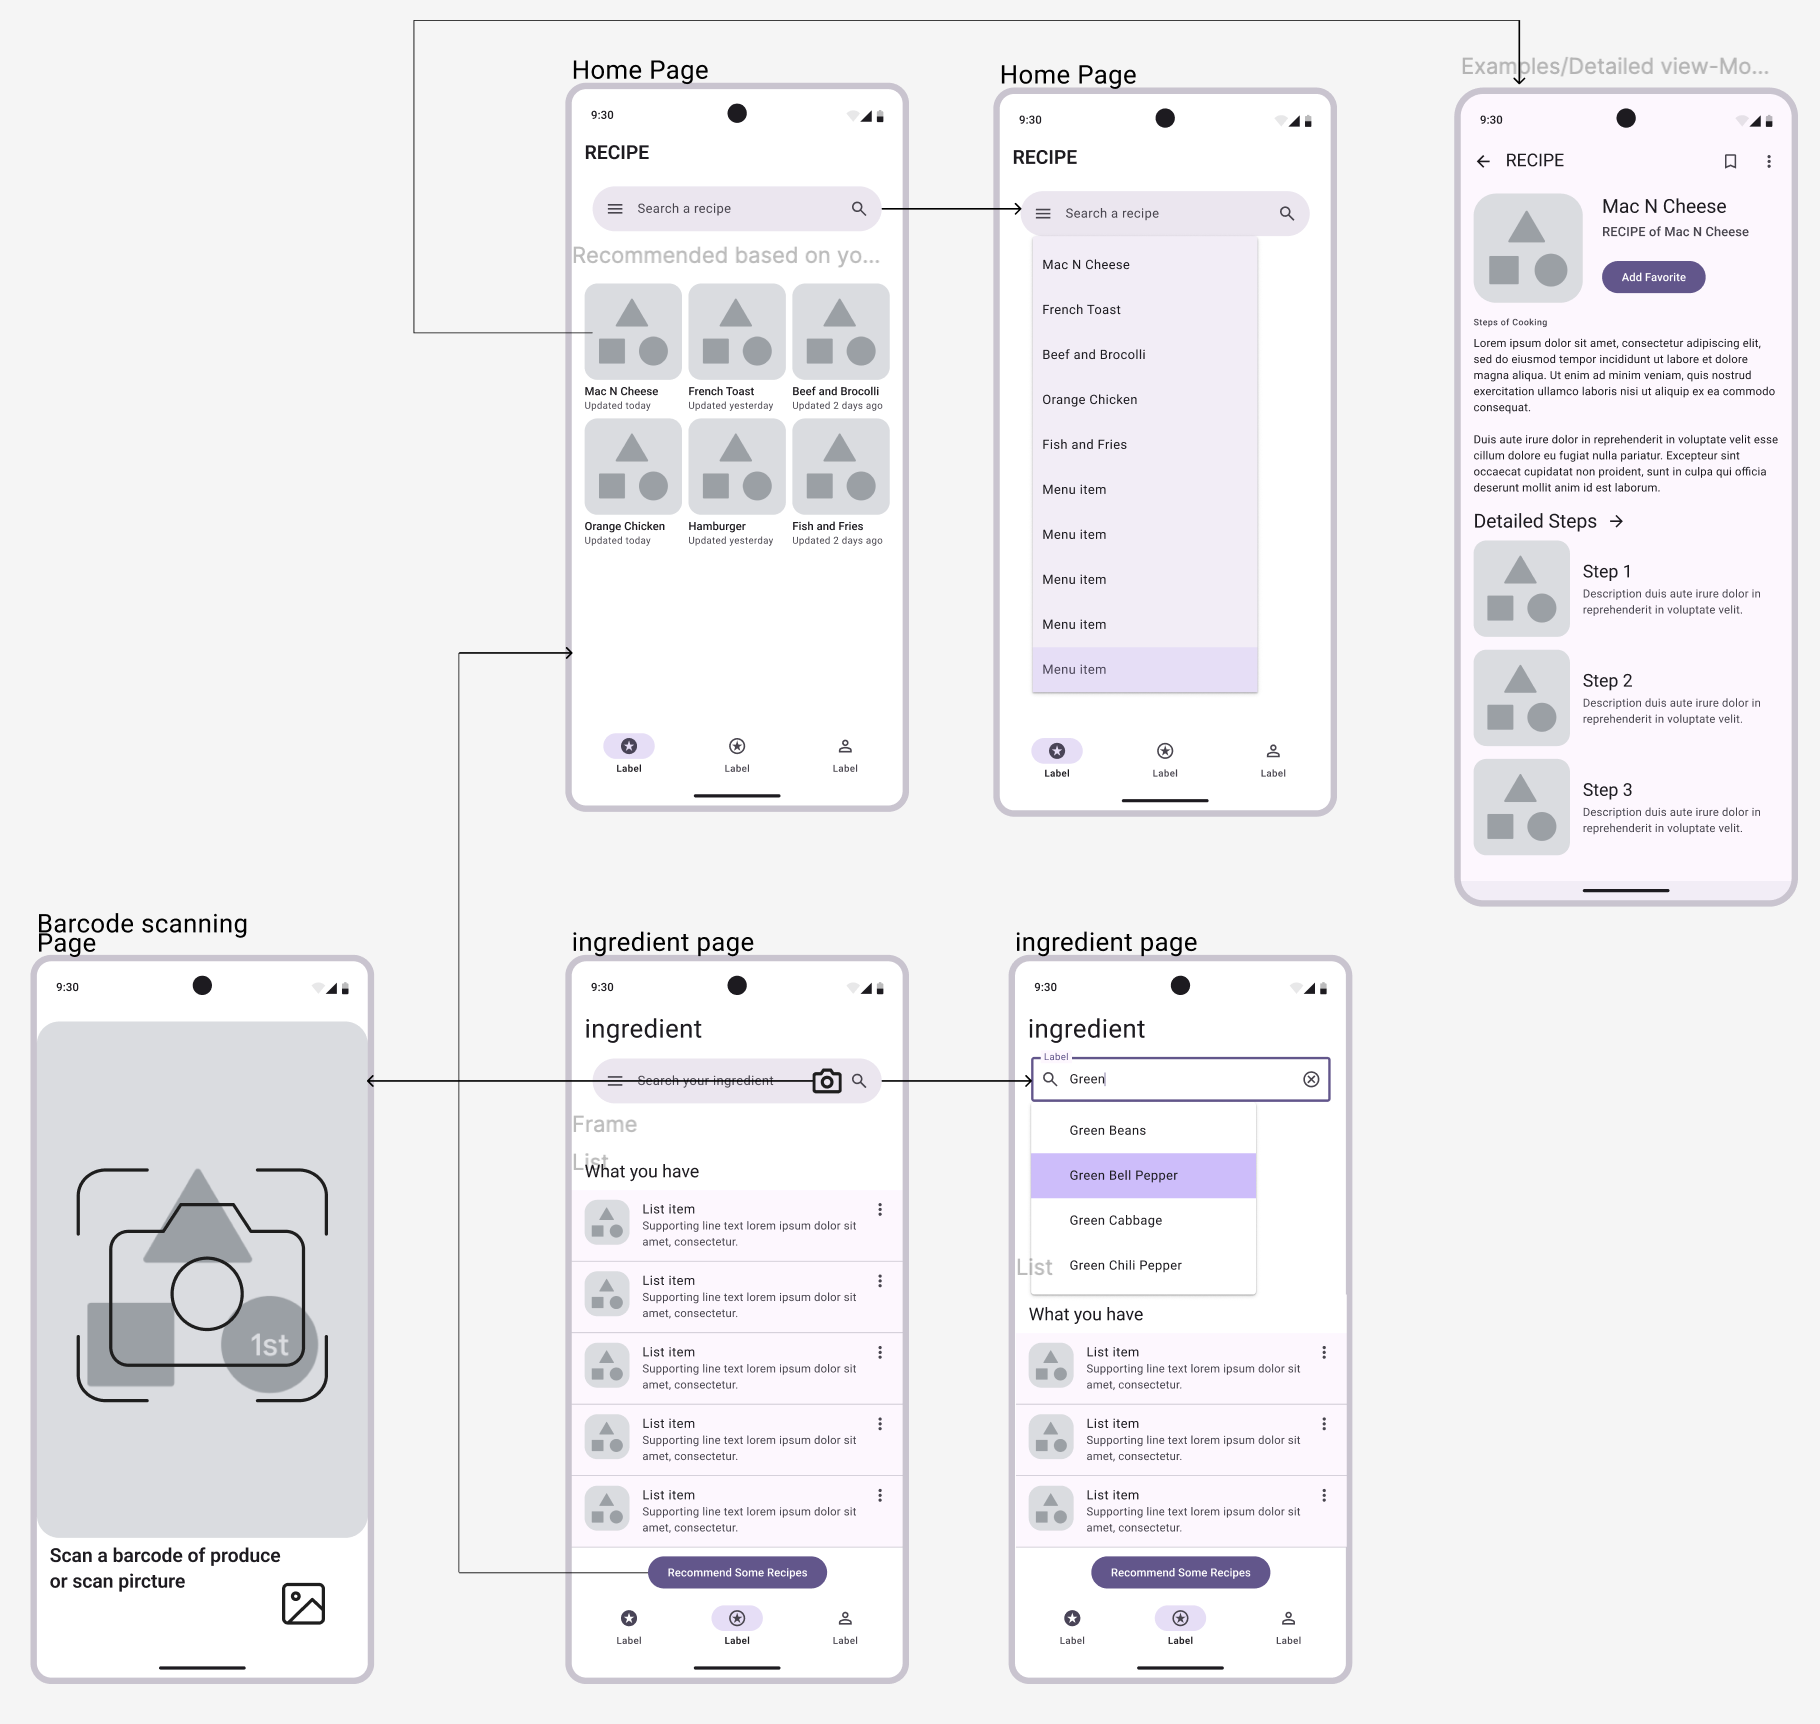 Home Page
9:30
RECIPE
Search a recipe
Recommended based on yo...
Mac N Cheese
Updated today
French Toast
Updated yesterday
Beef and Brocolli
Updated 2 days ago
Orange Chicken
Updated today
Hamburger
Updated yesterday
Fish and Fries
Updated 2 days ago
Label
Label
Label
Home Page
9:30
RECIPE
Search a recipe
Mac N Cheese
French Toast
Beef and Brocolli
Orange Chicken
Fish and Fries
Menu item
Menu item
Menu item
Menu item
Menu item
Label
Label
Label
Examples/Detailed view-Mo...
9:30
RECIPE
Mac N Cheese
RECIPE of Mac N Cheese
Add Favorite
Steps of Cooking
Lorem ipsum dolor sit amet, consectetur adipiscing elit,
sed do eiusmod tempor incididunt ut labore et dolore
magna aliqua. Ut enim ad minim veniam, quis nostrud
exercitation ullamco laboris nisi ut aliquip ex ea commodo
consequat.
Duis aute irure dolor in reprehenderit in voluptate velit esse
cillum dolore eu fugiat nulla pariatur. Excepteur sint
occaecat cupidatat non proident, sunt in culpa qui officia
deserunt mollit anim id est laborum.
Detailed Steps
Step 1
Description duis aute irure dolor in
reprehenderit in voluptate velit.
Step 2
Description duis aute irure dolor in
reprehenderit in voluptate velit.
Step 3
Description duis aute irure dolor in
reprehenderit in voluptate velit.
Barcode scanning
Page
9:30
1st
Scan a barcode of produce
or scan pircture
ingredient page
9:30
ingredient
Search your ingredient
Frame
List
What you have
List item
Supporting line text lorem ipsum dolor sit
amet, consectetur.
List item
Supporting line text lorem ipsum dolor sit
amet, consectetur.
List item
Supporting line text lorem ipsum dolor sit
amet, consectetur.
List item
Supporting line text lorem ipsum dolor sit
amet, consectetur.
List item
Supporting line text lorem ipsum dolor sit
amet, consectetur.
Recommend Some Recipes
Label
Label
Label
ingredient page
9:30
ingredient
Label
Green
Green Beans
Green Bell Pepper
Green Cabbage
Green Chili Pepper
List
What you have
List item
Supporting line text lorem ipsum dolor sit
amet, consectetur.
List item
Supporting line text lorem ipsum dolor sit
amet, consectetur.
List item
Supporting line text lorem ipsum dolor sit
amet, consectetur.
Recommend Some Recipes
Label
Label
Label